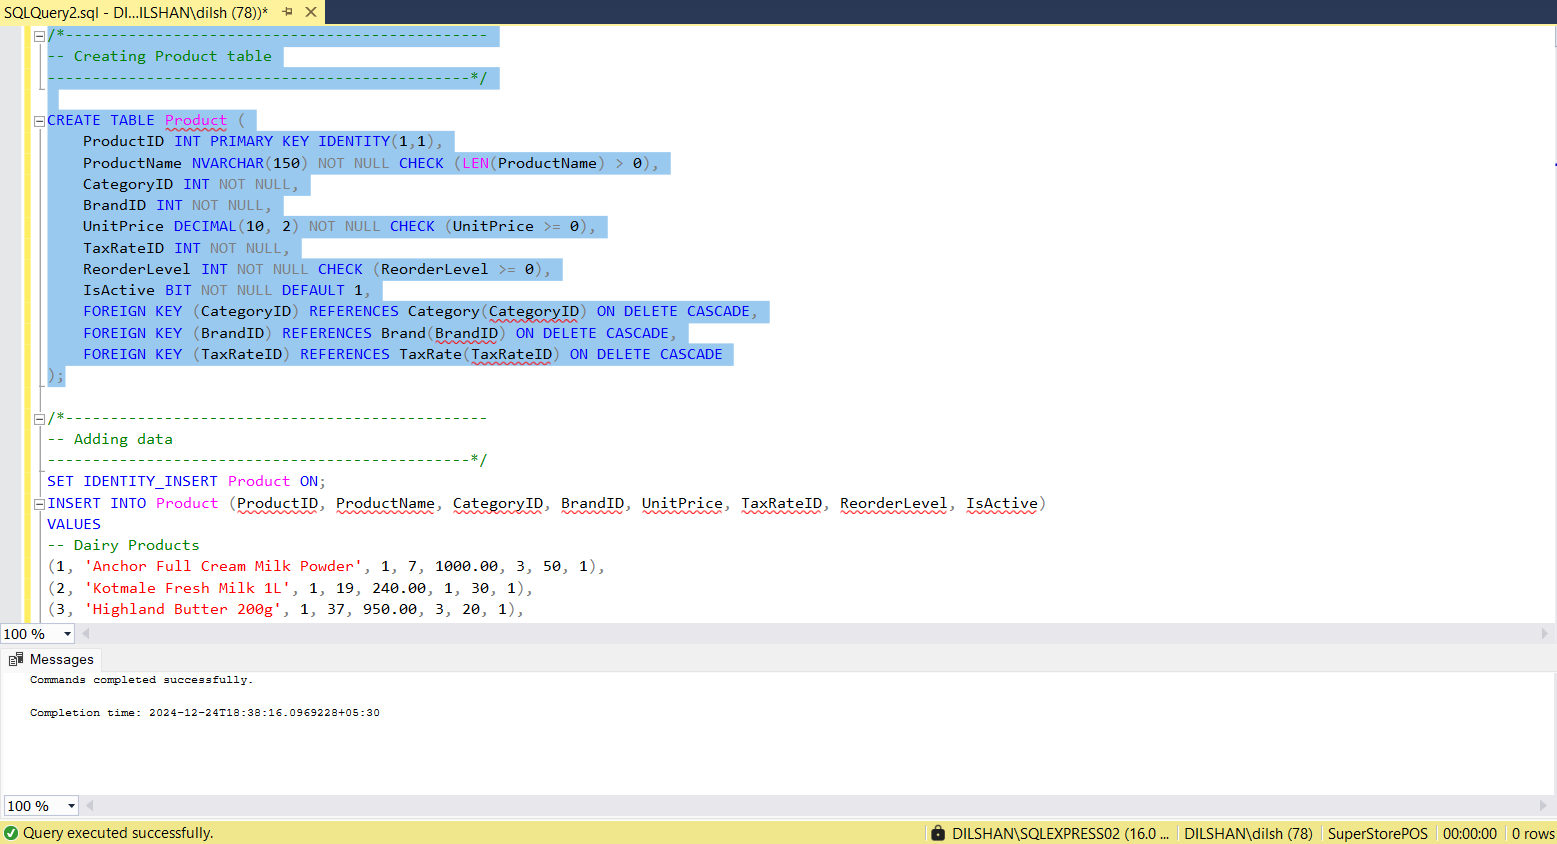 SQLQuery2.sql - DI...ILSHAN\dilsh (78))*
/*-----------------------------------------------
-- Creating Product table
-----------------------------------------------*/
CREATE TABLE Product (
    ProductID INT PRIMARY KEY IDENTITY(1,1),
    ProductName NVARCHAR(150) NOT NULL CHECK (LEN(ProductName) > 0),
    CategoryID INT NOT NULL,
    BrandID INT NOT NULL,
    UnitPrice DECIMAL(10, 2) NOT NULL CHECK (UnitPrice >= 0),
    TaxRateID INT NOT NULL,
    ReorderLevel INT NOT NULL CHECK (ReorderLevel >= 0),
    IsActive BIT NOT NULL DEFAULT 1,
    FOREIGN KEY (CategoryID) REFERENCES Category(CategoryID) ON DELETE CASCADE,
    FOREIGN KEY (BrandID) REFERENCES Brand(BrandID) ON DELETE CASCADE,
    FOREIGN KEY (TaxRateID) REFERENCES TaxRate(TaxRateID) ON DELETE CASCADE
);
/*-----------------------------------------------
-- Adding data
-----------------------------------------------*/
SET IDENTITY_INSERT Product ON;
INSERT INTO Product (ProductID, ProductName, CategoryID, BrandID, UnitPrice, TaxRateID, ReorderLevel, IsActive)
VALUES
-- Dairy Products
(1, 'Anchor Full Cream Milk Powder', 1, 7, 1000.00, 3, 50, 1),
(2, 'Kotmale Fresh Milk 1L', 1, 19, 240.00, 1, 30, 1),
(3, 'Highland Butter 200g', 1, 37, 950.00, 3, 20, 1),
100 %
Messages
Commands completed successfully.
Completion time: 2024-12-24T18:38:16.0969228+05:30
100 %
Query executed successfully. DILSHAN\SQLEXPRESS02 (16.0 ... DILSHAN\dilsh (78) SuperStorePOS 00:00:00 0 rows